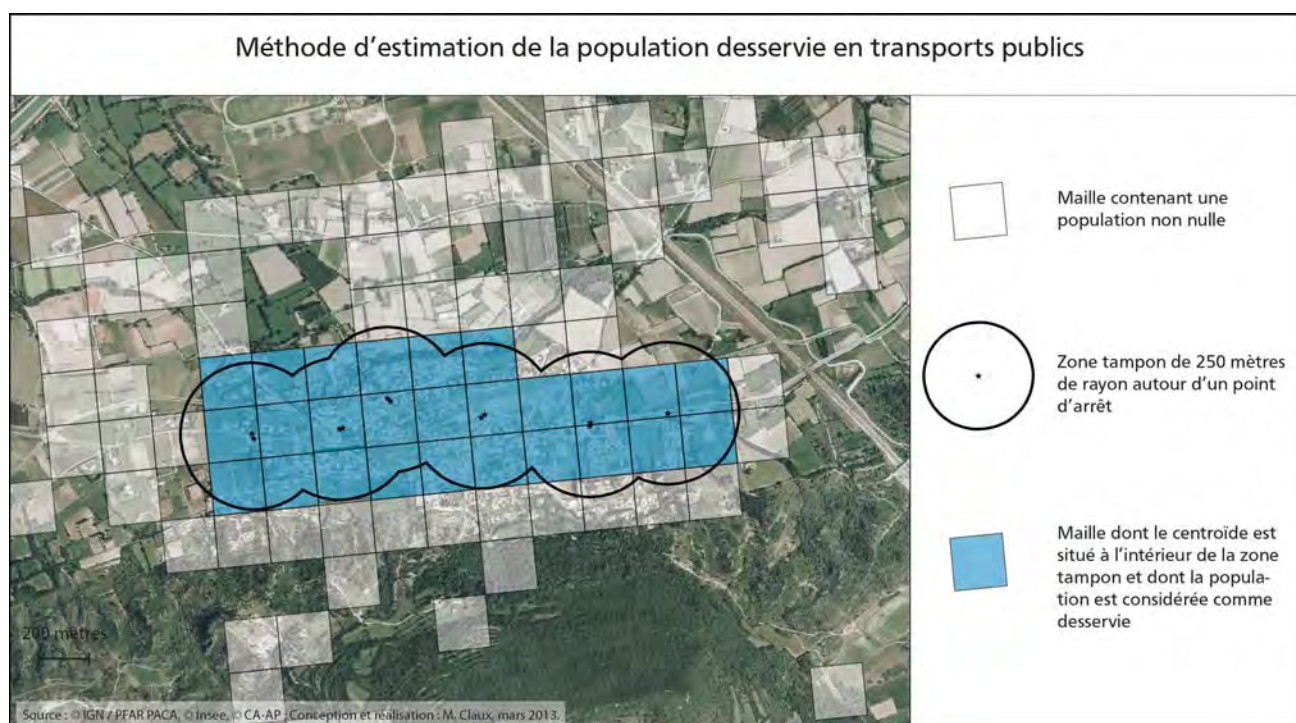 Méthode d'estimation de la population desservie en transports publics
Maille contenant une
population non nulle
Zone tampon de 250 mètres
de rayon autour d'un point
d'arrêt
Maille dont le centroïde est
situé à l'intérieur de la zone
tampon et dont la popula-
tion est considérée comme
desservie
200 mètres
Source : © IGN / PFAR PACA, © Insee, © CA-AP ; Conception et réalisation : M. Claux, mars 2013.